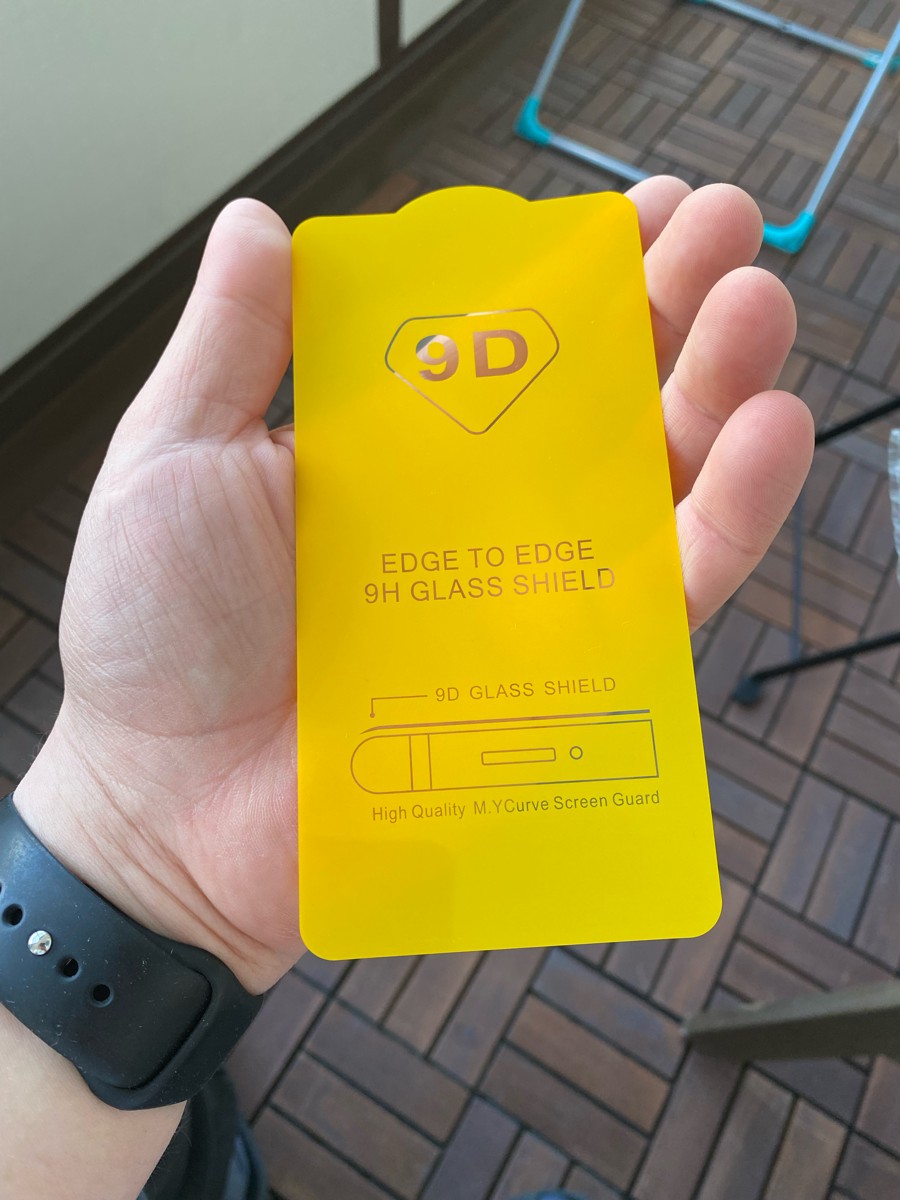 9D
EDGE TO EDGE
9H GLASS SHIELD
9D GLASS SHIELD
High Quality M.YCurve Screen Guard